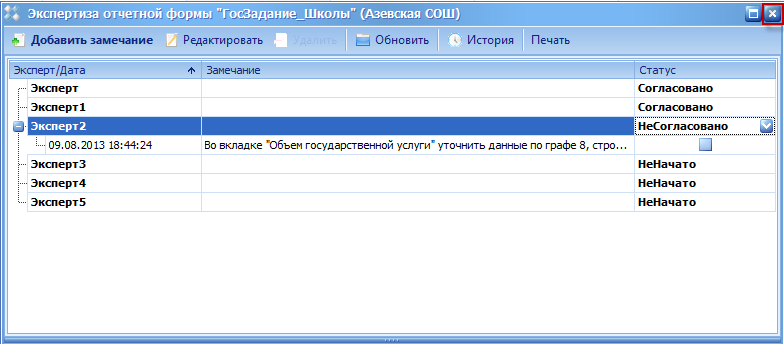 Экспертиза отчетной формы "ГосЗадание_Школы" (Азевская СОШ)
Добавить замечание Редактировать Удалить Обновить История Печать
Эксперт/Дата Замечание Статус
Эксперт Согласовано
Эксперт1 Согласовано
Эксперт2 НеСогласовано
09.08.2013 18:44:24 Во вкладке "Объем государственной услуги" уточнить данные по графе 8, стро...
Эксперт3 НеНачато
Эксперт4 НеНачато
Эксперт5 НеНачато